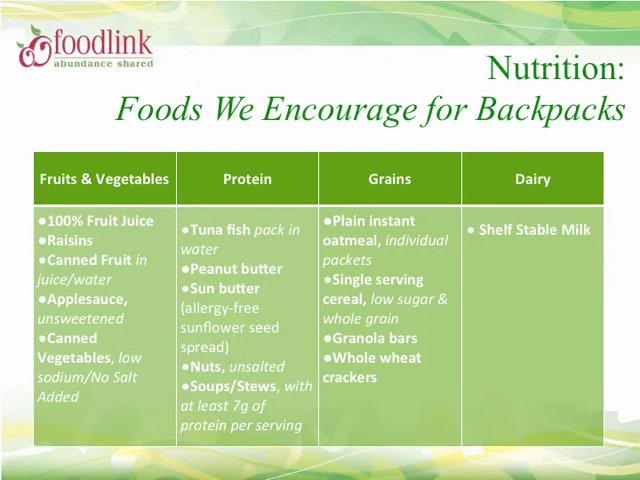 foodlink
abundance shared
Nutrition:
Foods We Encourage for Backpacks
Fruits & Vegetables
●100% Fruit Juice
●Raisins
●Canned Fruit in
juice/water
●Applesauce,
unsweetened
●Canned
Vegetables, low
sodium/No Salt
Added
Protein
●Tuna fish pack in
water
●Peanut butter
●Sun butter
(allergy-free
sunflower seed
spread)
●Nuts, unsalted
●Soups/Stews, with
at least 7g of
protein per serving
Grains
●Plain instant
oatmeal, individual
packets
●Single serving
cereal, low sugar &
whole grain
●Granola bars
●Whole wheat
crackers
Dairy
● Shelf Stable Milk